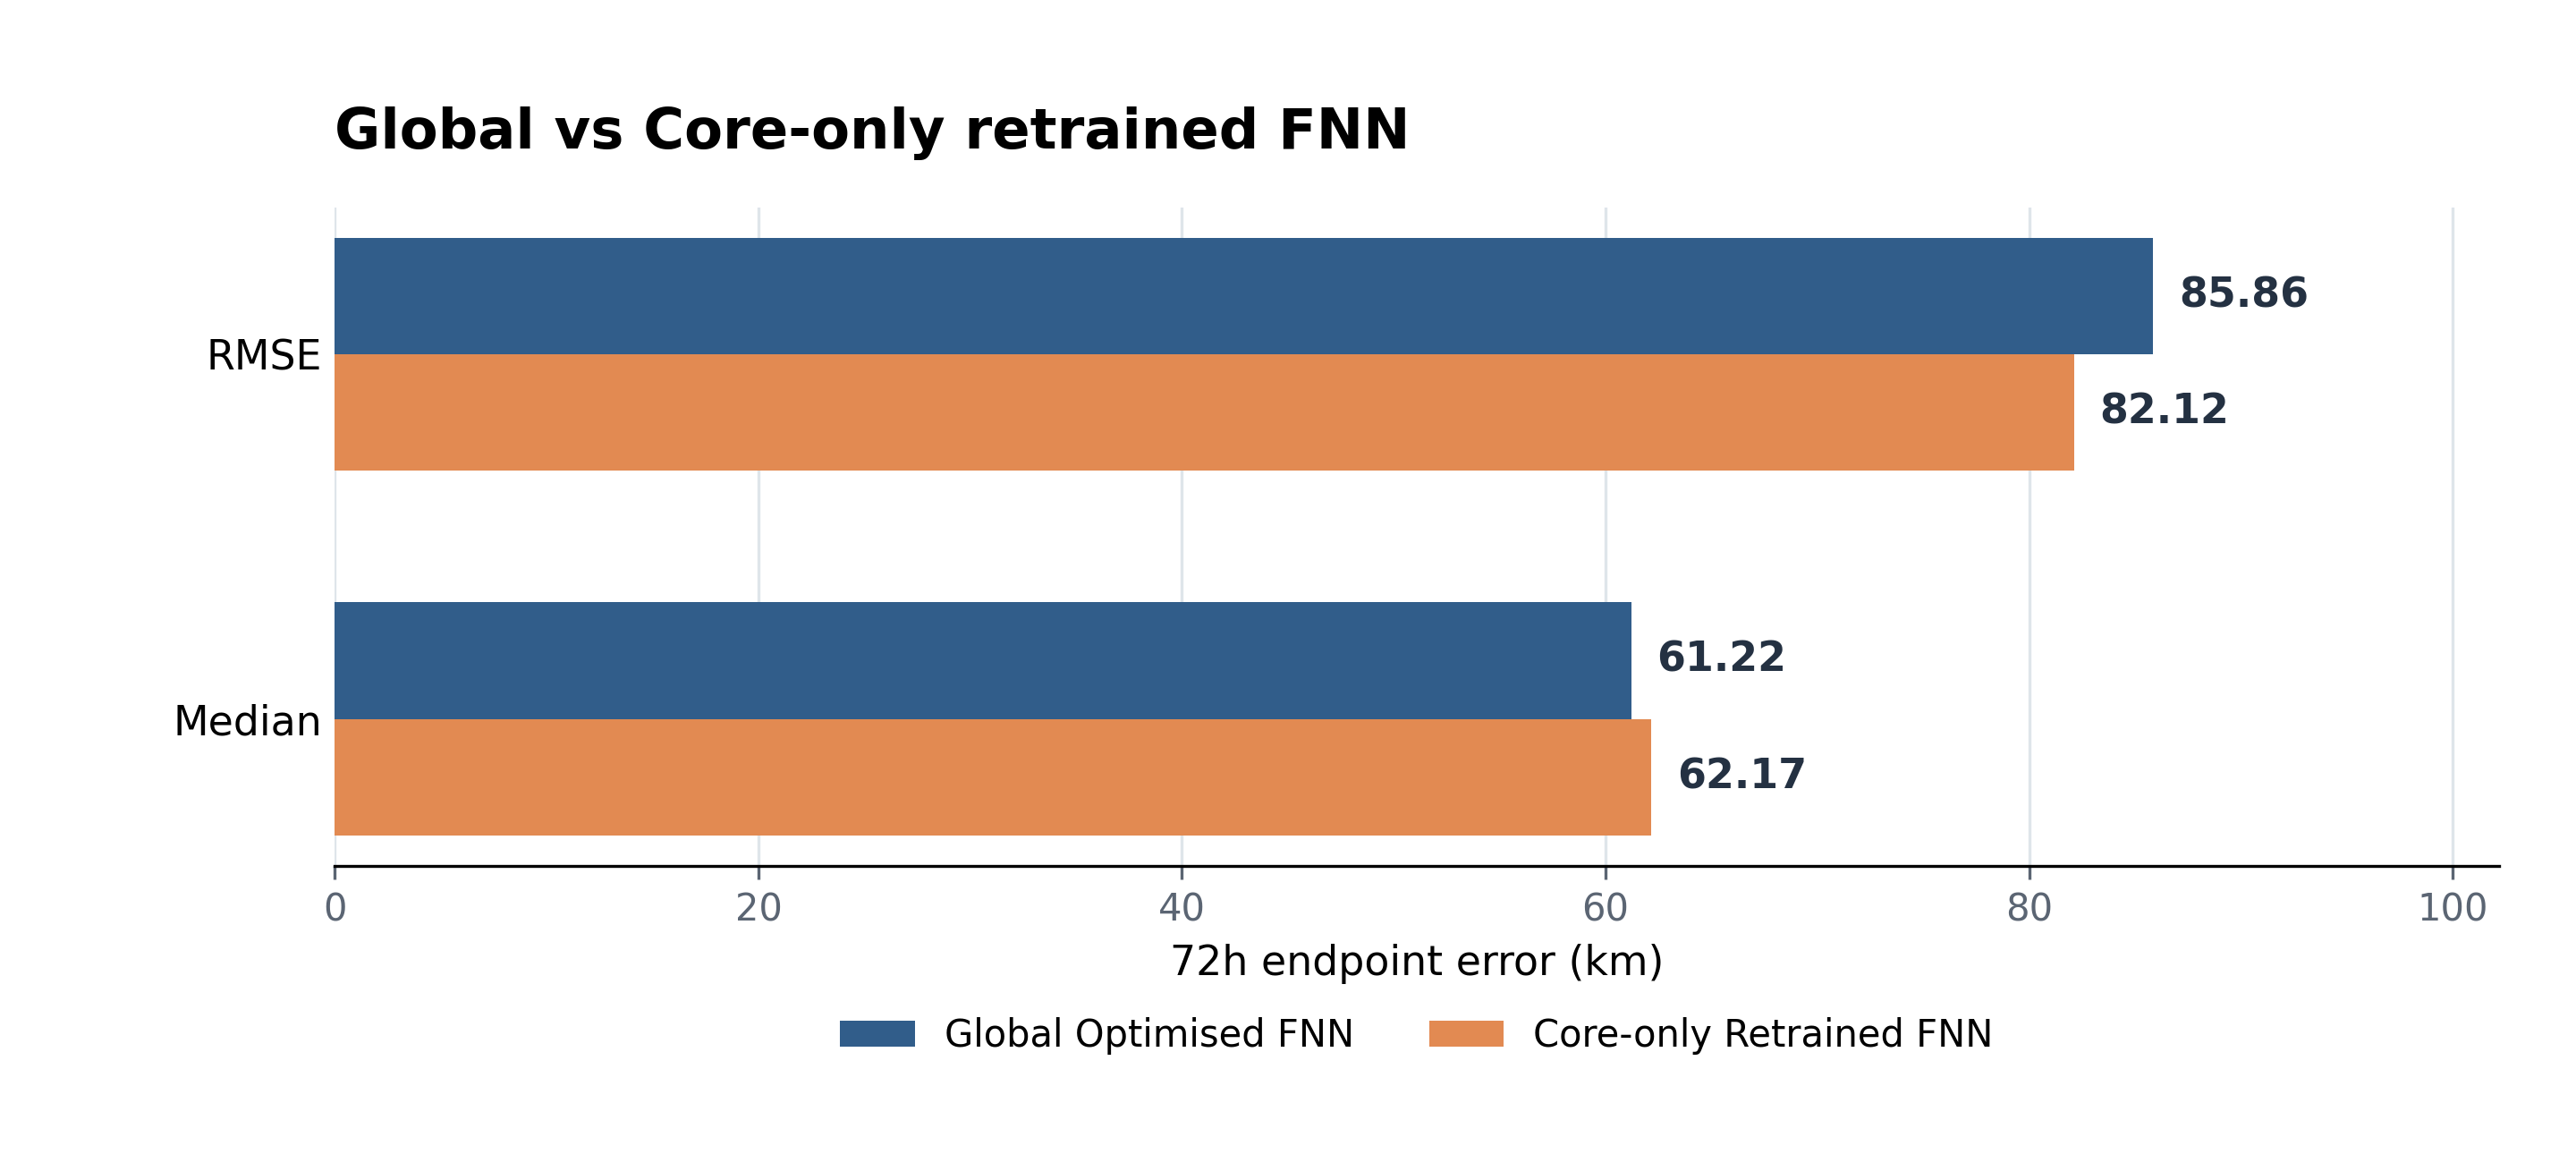 Global vs Core-only retrained FNN
RMSE
85.86
82.12
Median
61.22
62.17
0 20 40 60 80 100
72h endpoint error (km)
Global Optimised FNN Core-only Retrained FNN